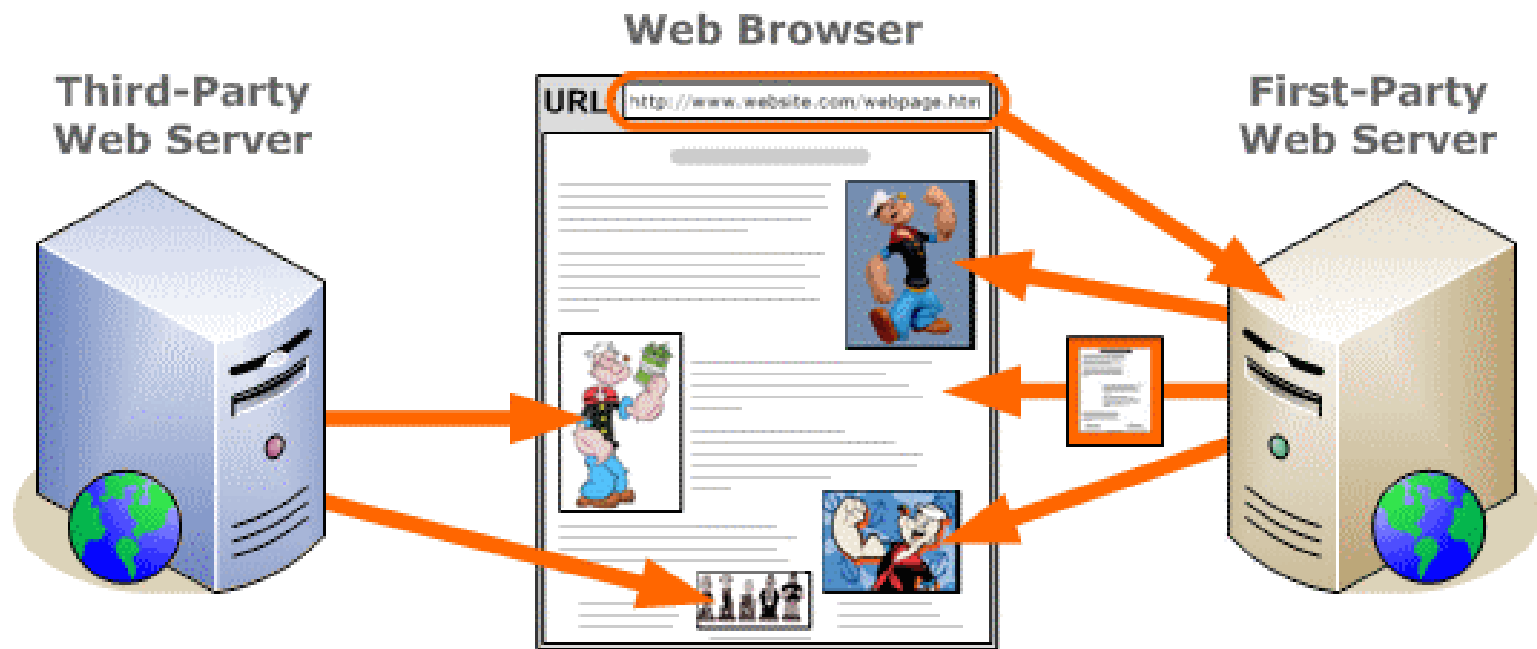 Web Browser
Third-Party
Web Server
URL
http://www.website.com/webpage.htm
First-Party
Web Server